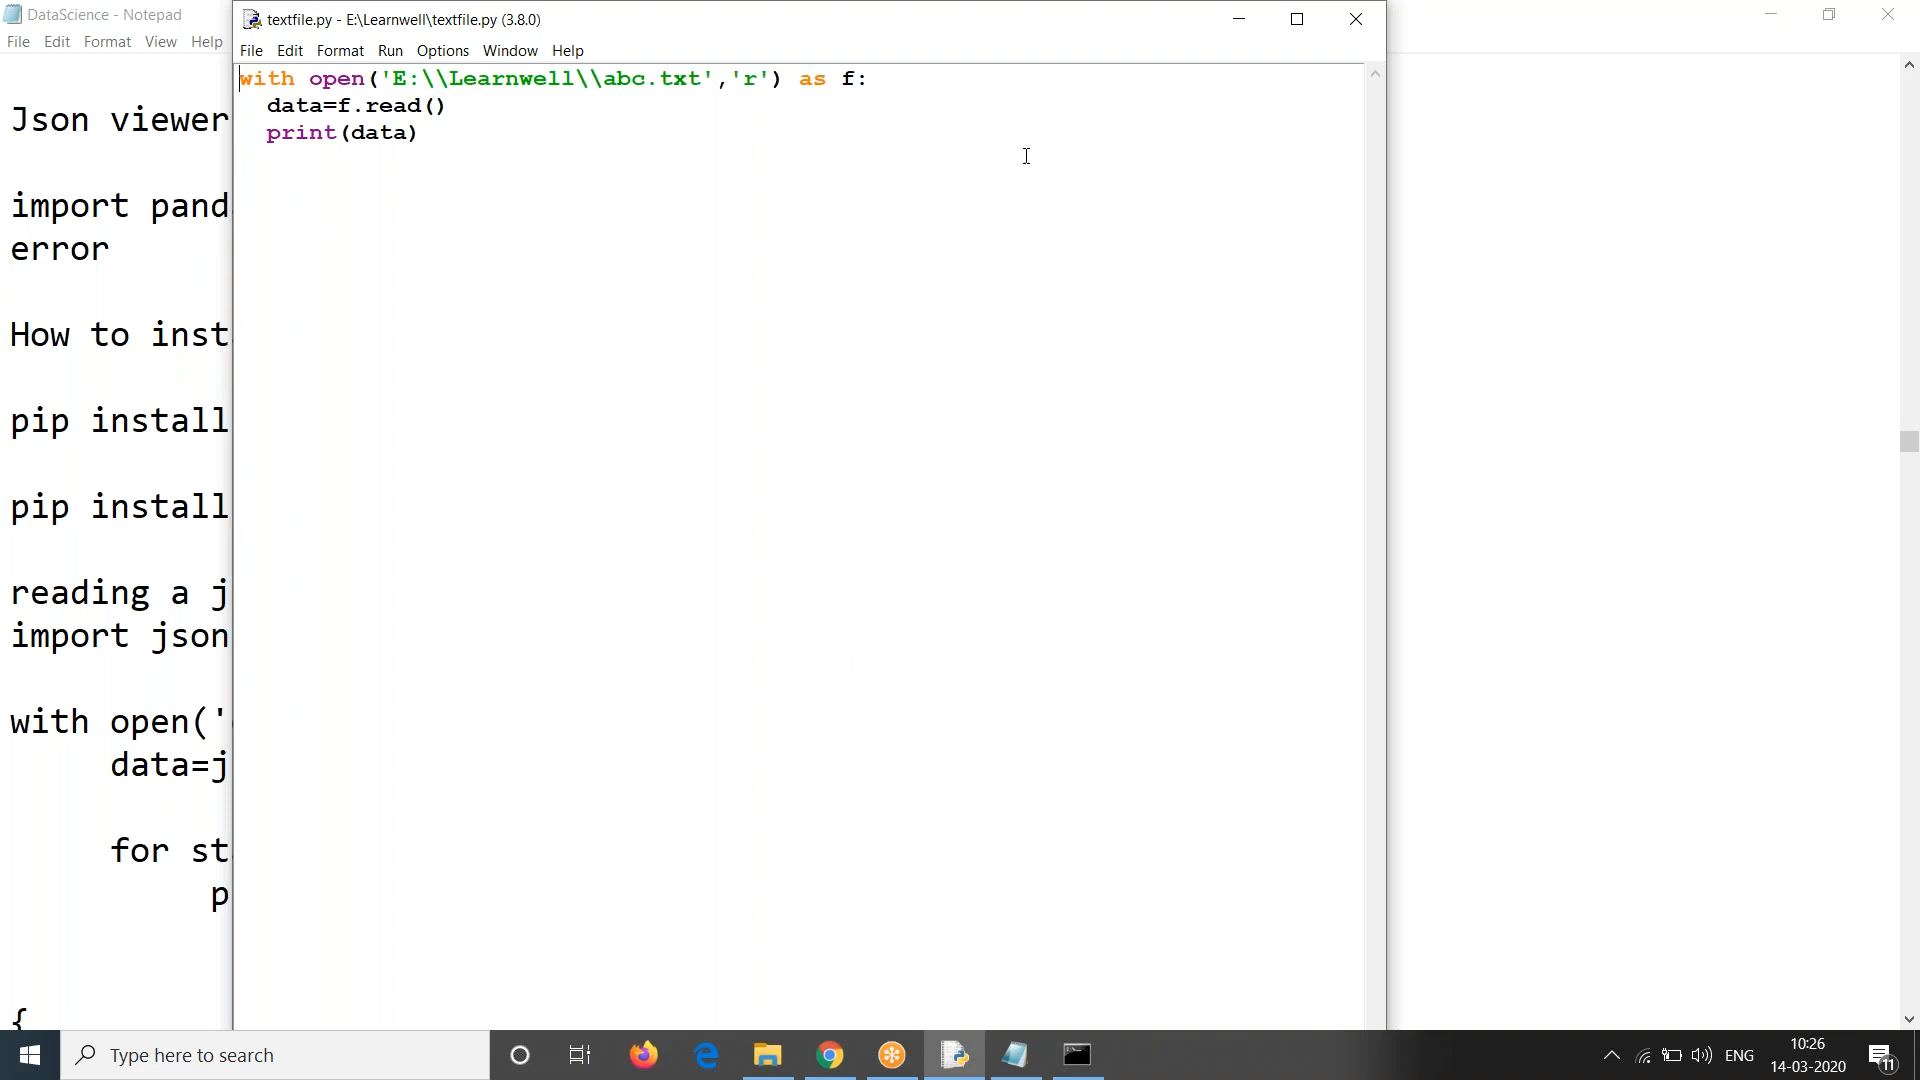 DataScience - Notepad
File Edit Format View Help
Json viewer
import pand
error
How to inst
pip install
pip install
reading a j
import json
with open('
data=j
for st
p
{
textfile.py - E:\Learnwell\textfile.py (3.8.0)
File Edit Format Run Options Window Help
with open('E:\\Learnwell\\abc.txt','r') as f:
data=f.read()
print(data)
Type here to search
ENG
10:26
14-03-2020
11